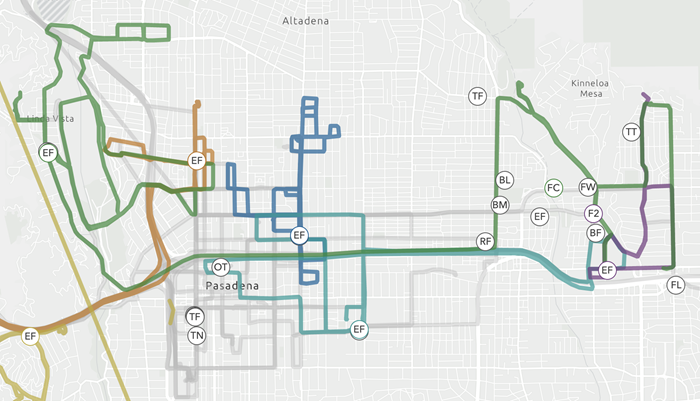 Altadena
Kinneloa
Mesa
TF
Linda Vista
TT
EF
EF
BL
FC
FW
BM
EF
F2
BF
EF
RF
OT
EF
Pasadena
FL
TF
TN
EF
EF